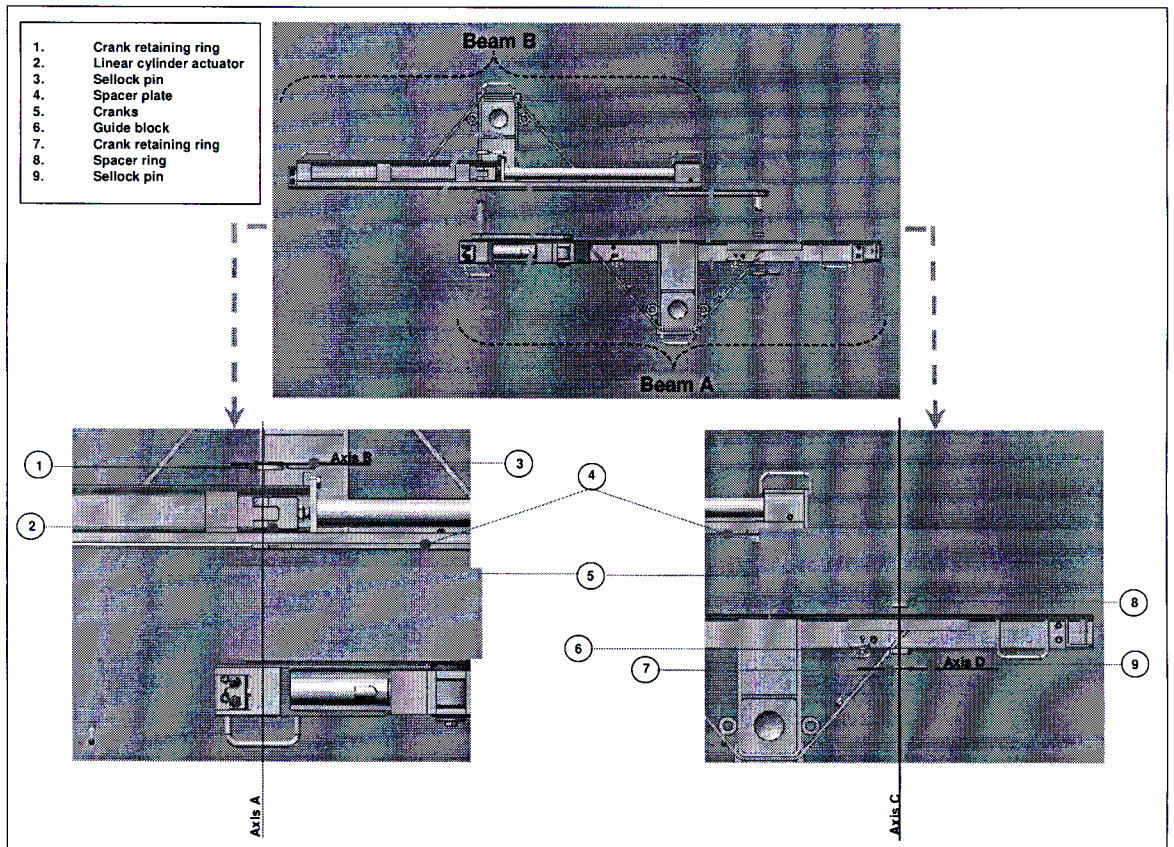 1. Crank retaining ring
2. Linear cylinder actuator
3. Sellock pin
4. Spacer plate
5. Cranks
6. Guide block
7. Crank retaining ring
8. Spacer ring
9. Sellock pin
Beam B
Beam A
1
Axis B
3
4
2
5
8
6
7
Axis D
9
Axis A
Axis C